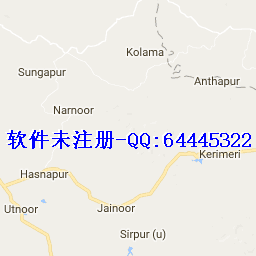 Kolama
Sungapur
Anthapur
Narnoor
软件未注册-QQ:64445322
Kerimeri
Hasnapur
Utnoor
Jainoor
Sirpur (u)